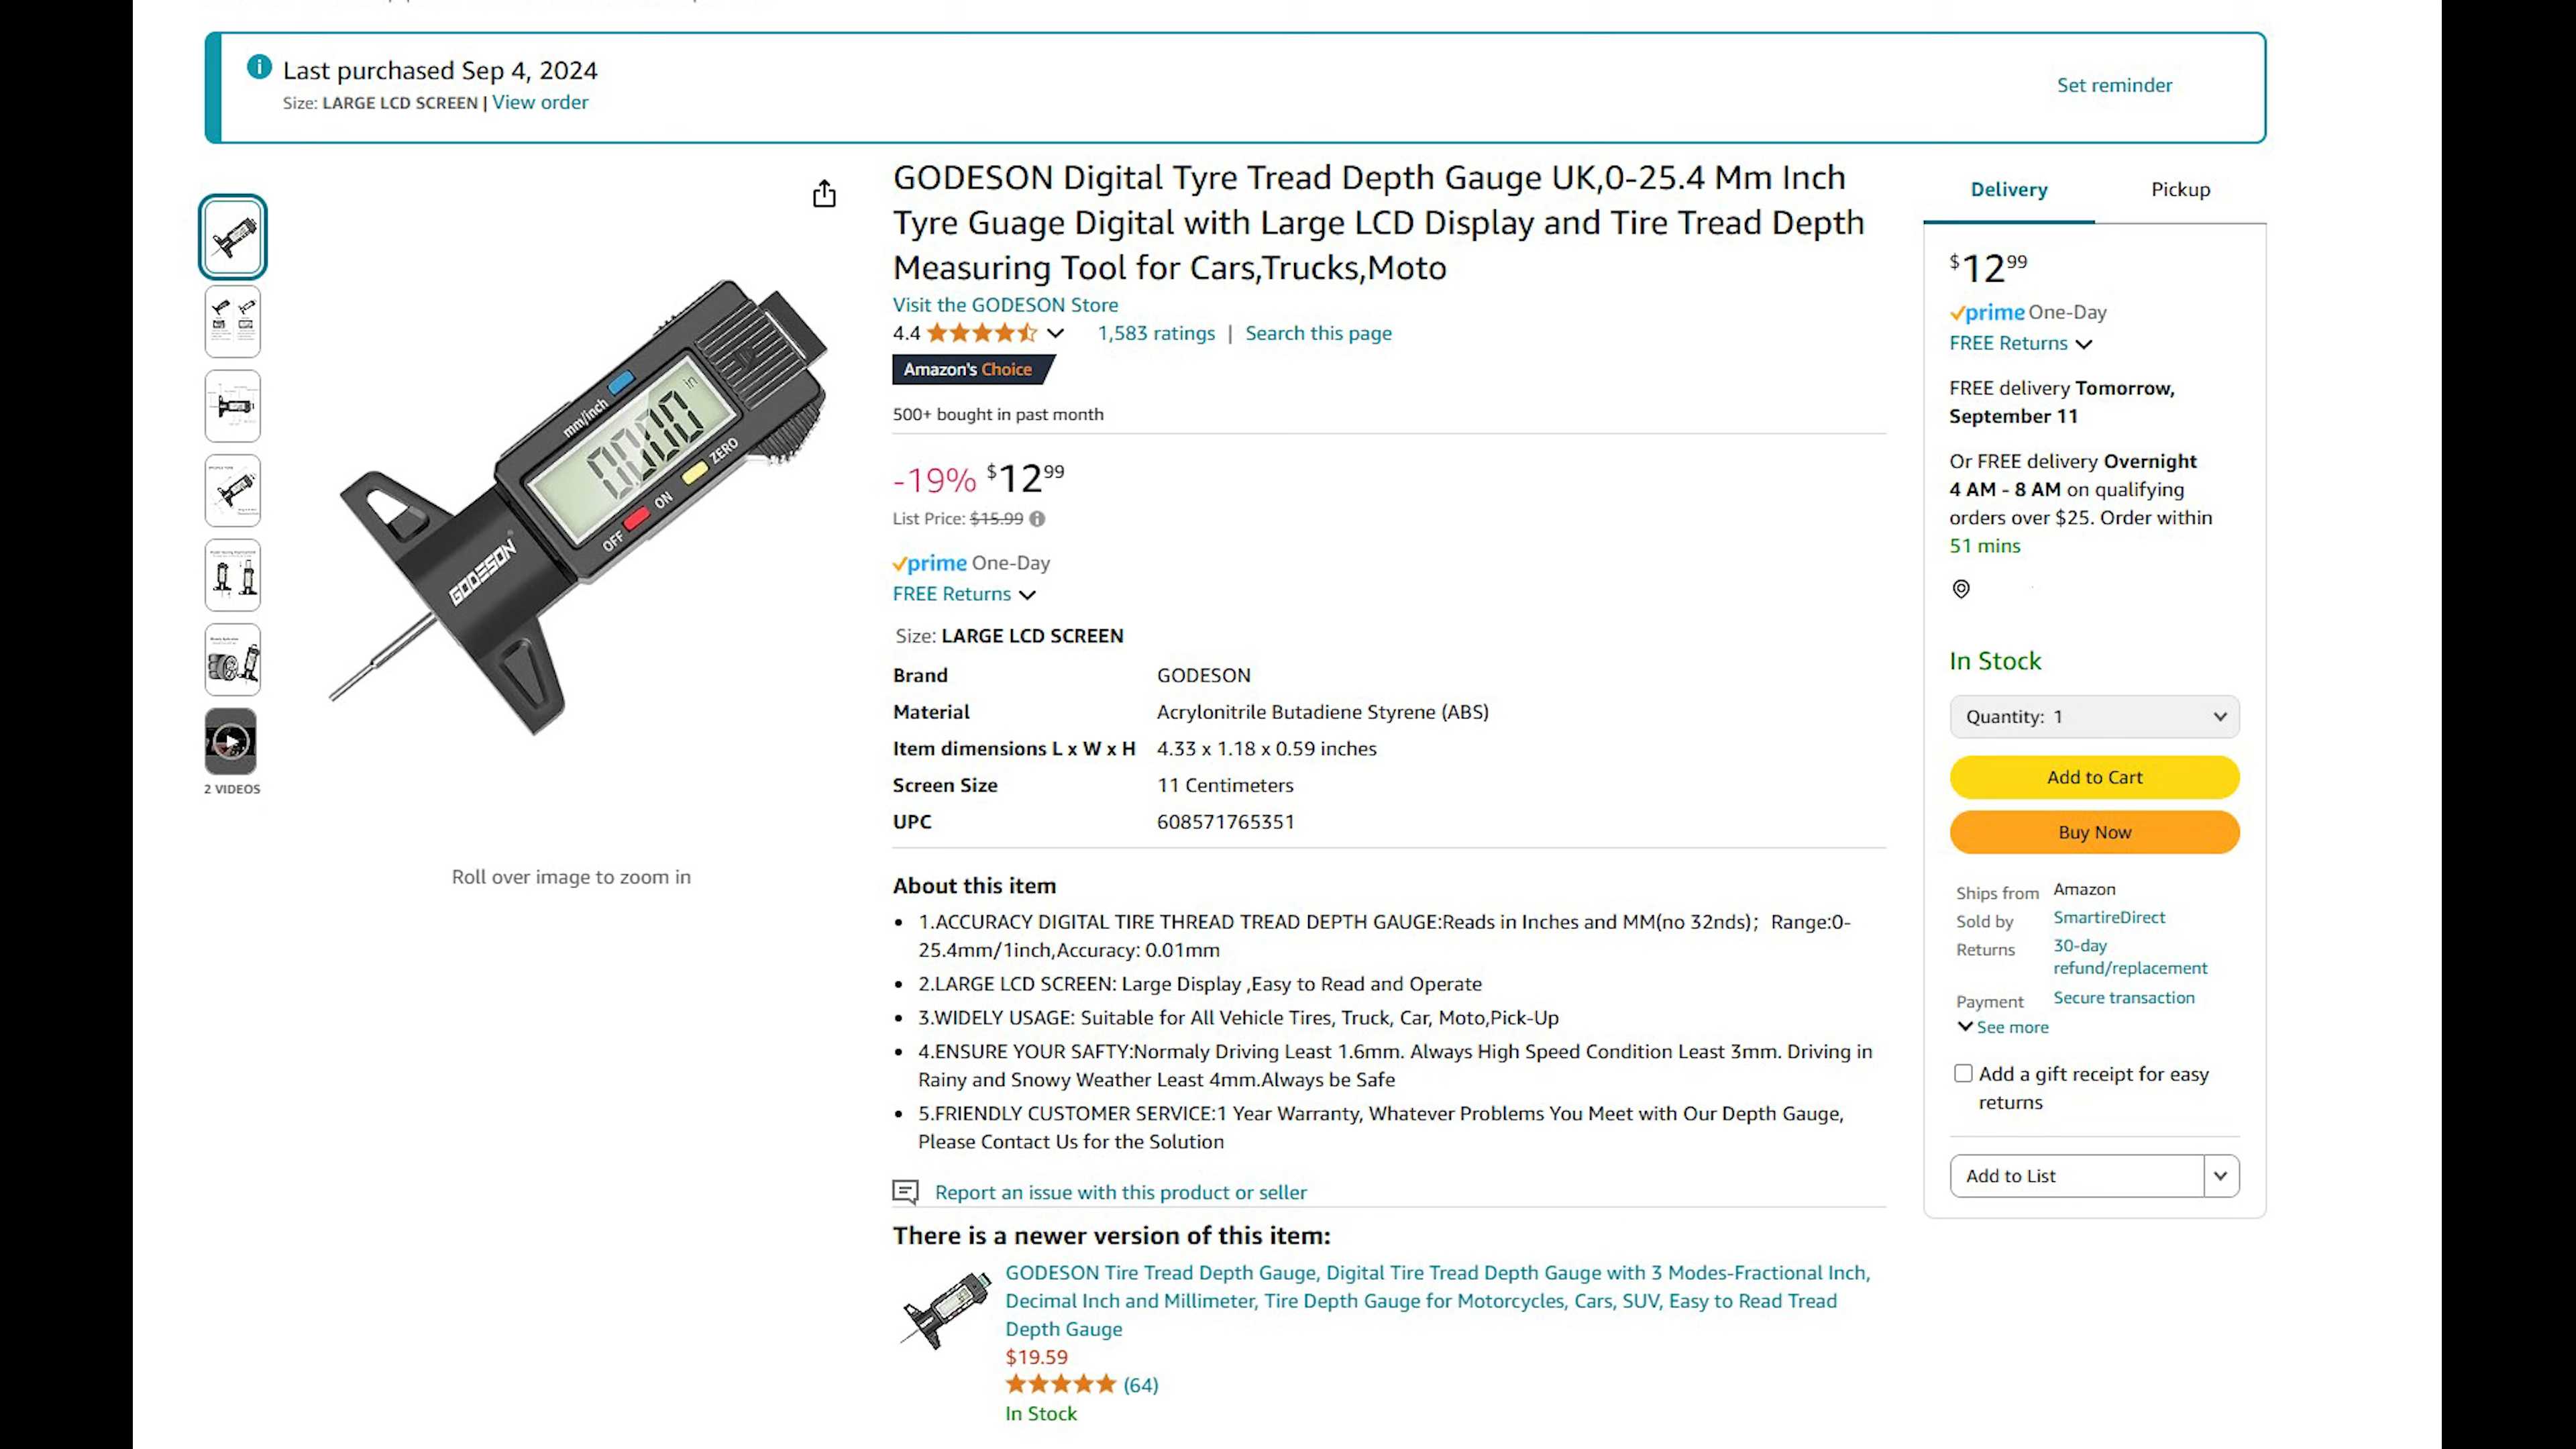 Last purchased Sep 4, 2024
Size: LARGE LCD SCREEN | View order
Set reminder
GODESON Digital Tyre Tread Depth Gauge UK,0-25.4 Mm Inch
Tyre Guage Digital with Large LCD Display and Tire Tread Depth
Measuring Tool for Cars,Trucks,Moto
Visit the GODESON Store
4.4 1,583 ratings | Search this page
Amazon's Choice
500+ bought in past month
-19% $12 99
List Price: $15.99
prime One-Day
FREE Returns
Size: LARGE LCD SCREEN
Brand GODESON
Material Acrylonitrile Butadiene Styrene (ABS)
Item dimensions L x W x H 4.33 x 1.18 x 0.59 inches
Screen Size 11 Centimeters
UPC 608571765351
About this item
• 1.ACCURACY DIGITAL TIRE THREAD TREAD DEPTH GAUGE:Reads in Inches and MM(no 32nds); Range:0-
25.4mm/1inch,Accuracy: 0.01mm
• 2.LARGE LCD SCREEN: Large Display ,Easy to Read and Operate
• 3.WIDELY USAGE: Suitable for All Vehicle Tires, Truck, Car, Moto,Pick-Up
• 4.ENSURE YOUR SAFTY:Normaly Driving Least 1.6mm. Always High Speed Condition Least 3mm. Driving in
Rainy and Snowy Weather Least 4mm.Always be Safe
• 5.FRIENDLY CUSTOMER SERVICE:1 Year Warranty, Whatever Problems You Meet with Our Depth Gauge,
Please Contact Us for the Solution
Report an issue with this product or seller
There is a newer version of this item:
GODESON Tire Tread Depth Gauge, Digital Tire Tread Depth Gauge with 3 Modes-Fractional Inch,
Decimal Inch and Millimeter, Tire Depth Gauge for Motorcycles, Cars, SUV, Easy to Read Tread
Depth Gauge
$19.59
(64)
In Stock
mm/inch
in
00.00
OFF ON ZERO
GODESON
2 VIDEOS
Roll over image to zoom in
Delivery Pickup
$12 99
prime One-Day
FREE Returns
FREE delivery Tomorrow,
September 11
Or FREE delivery Overnight
4 AM - 8 AM on qualifying
orders over $25. Order within
51 mins
In Stock
Quantity: 1
Add to Cart
Buy Now
Ships from Amazon
Sold by SmartireDirect
Returns 30-day
refund/replacement
Payment Secure transaction
See more
Add a gift receipt for easy
returns
Add to List